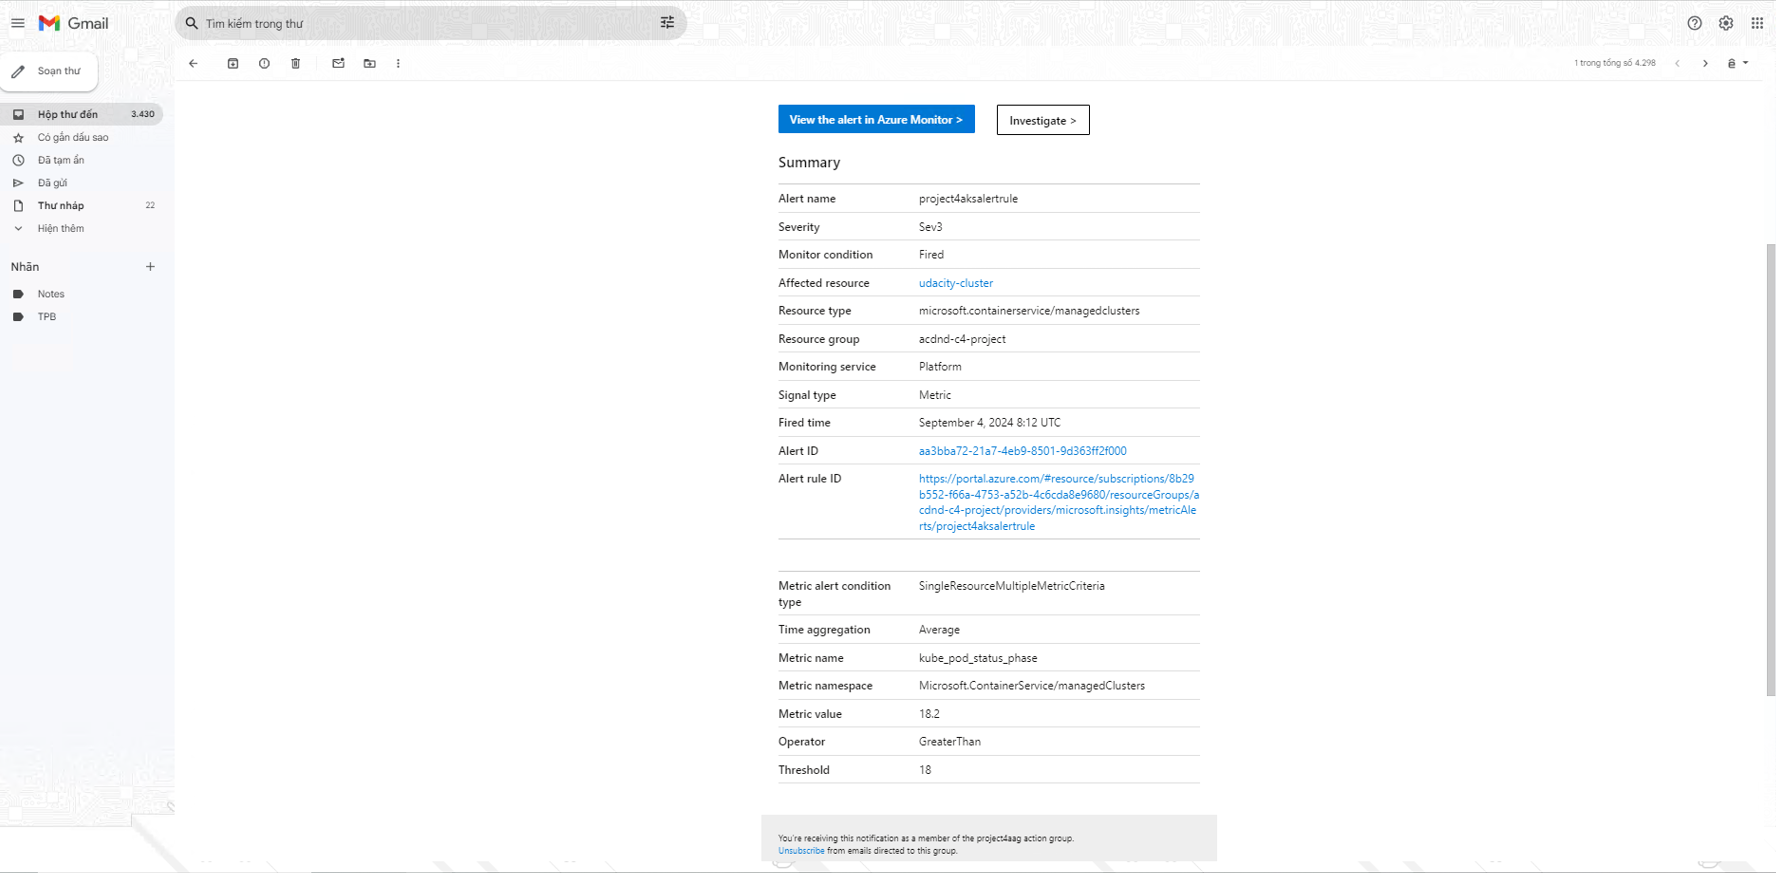 Gmail
Tìm kiếm trong thư
Soạn thư
1 trong tổng số 4.298
Hộp thư đến 3.430
Có gắn dấu sao
Đã tạm ẩn
Đã gửi
Thư nháp 22
Hiện thêm
Nhãn
Notes
TPB
View the alert in Azure Monitor >
Investigate >
Summary
Alert name project4aksalertrule
Severity Sev3
Monitor condition Fired
Affected resource udacity-cluster
Resource type microsoft.containerservice/managedclusters
Resource group acdnd-c4-project
Monitoring service Platform
Signal type Metric
Fired time September 4, 2024 8:12 UTC
Alert ID aa3bba72-21a7-4eb9-8501-9d363ff2f000
Alert rule ID https://portal.azure.com/#resource/subscriptions/8b29
b552-f66a-4753-a52b-4c6cda8e9680/resourceGroups/a
cdnd-c4-project/providers/microsoft.insights/metricAle
rts/project4aksalertrule
Metric alert condition SingleResourceMultipleMetricCriteria
type
Time aggregation Average
Metric name kube_pod_status_phase
Metric namespace Microsoft.ContainerService/managedClusters
Metric value 18.2
Operator GreaterThan
Threshold 18
You're receiving this notification as a member of the project4aag action group.
Unsubscribe from emails directed to this group.